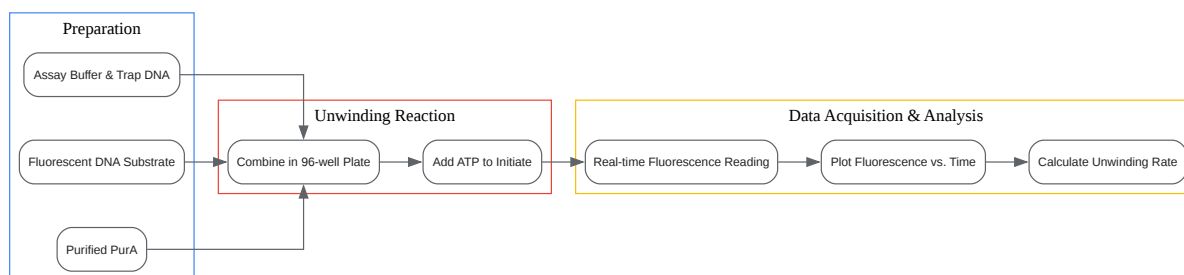 Preparation
Assay Buffer & Trap DNA
Fluorescent DNA Substrate
Purified PurA
Unwinding Reaction
Combine in 96-well Plate
Add ATP to Initiate
Data Acquisition & Analysis
Real-time Fluorescence Reading
Plot Fluorescence vs. Time
Calculate Unwinding Rate